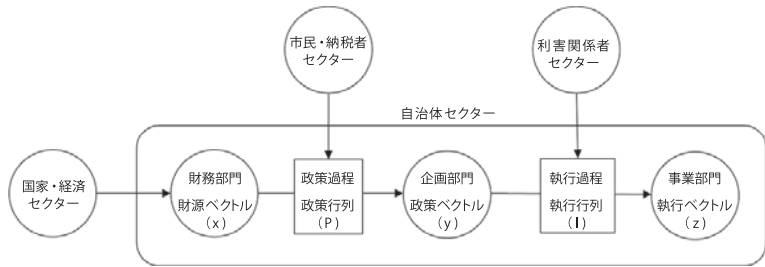 市民・納税者
セクター
利害関係者
セクター
自治体セクター
国家・経済
セクター
財務部門
財源ベクトル
(x)
政策過程
政策行列
(P)
企画部門
政策ベクトル
(y)
執行過程
執行行列
(I)
事業部門
執行ベクトル
(z)